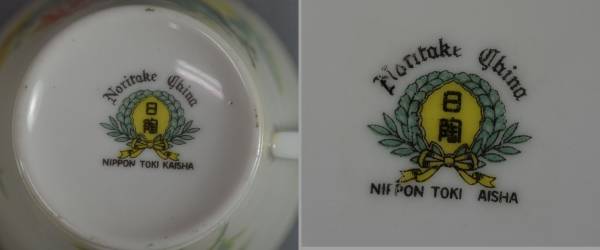 Noritake China
日陶
NIPPON TOKI KAISHA
Noritake China
日陶
NIPPON TOKI AISHA